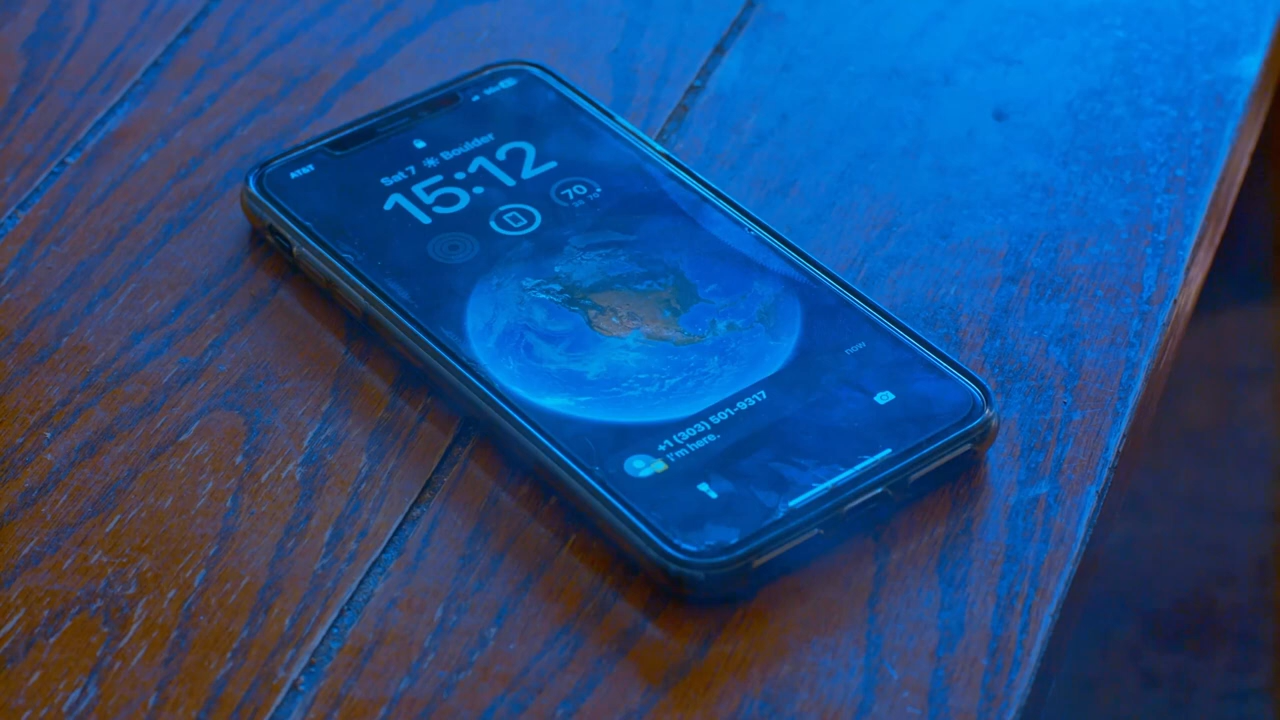 AT&T
Sat 7 Boulder
15:12
70
now
+1 (303) 501-9317
I'm here.